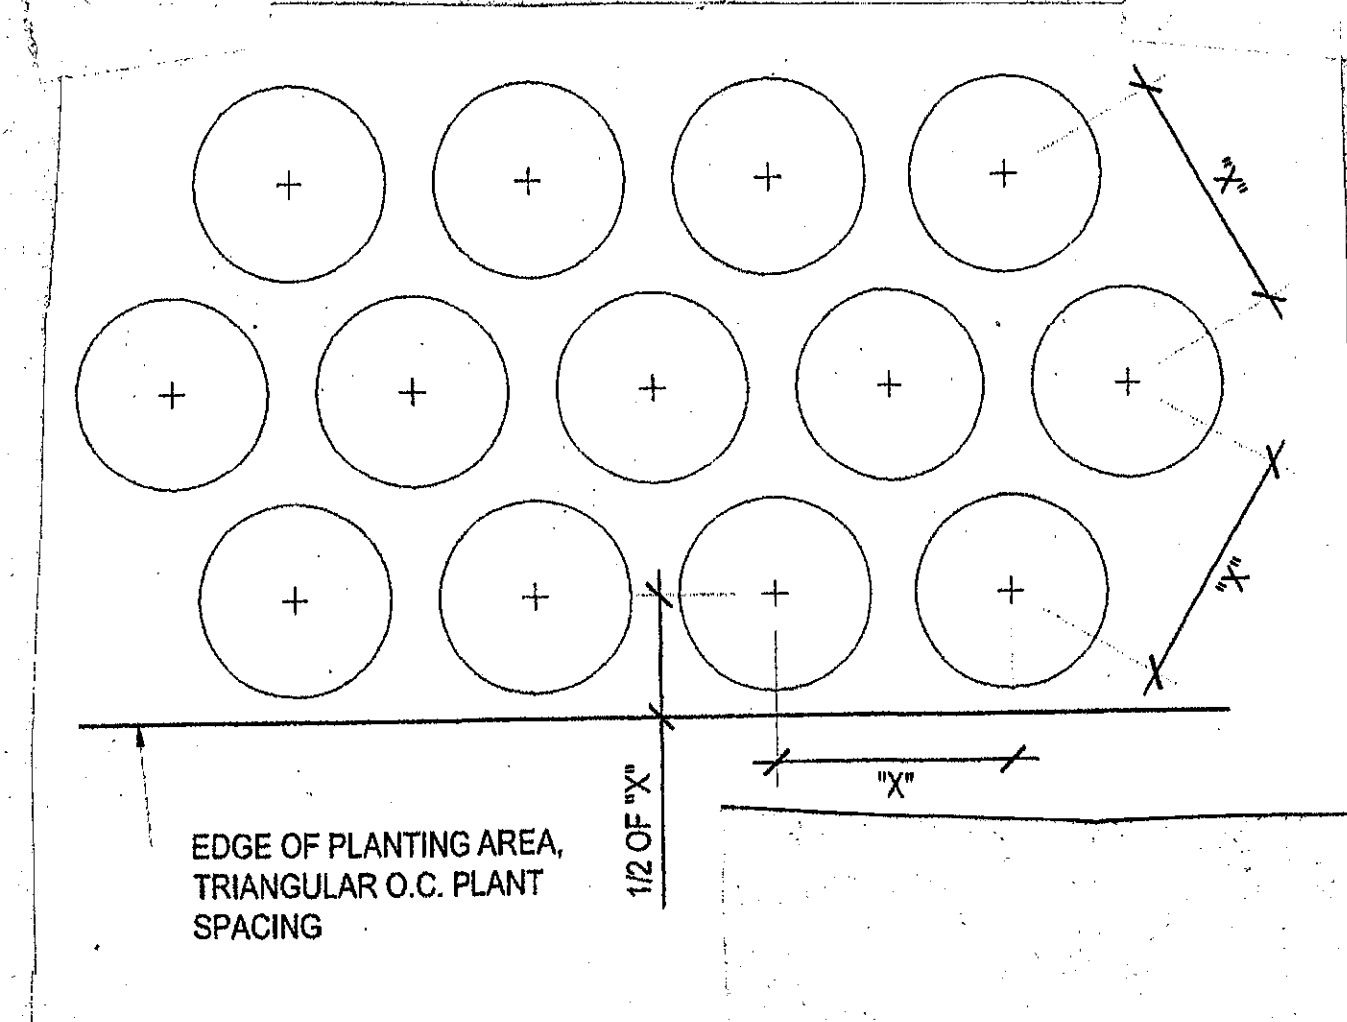 "X"
"X"
"X"
1/2 OF "X"
EDGE OF PLANTING AREA,
TRIANGULAR O.C. PLANT
SPACING